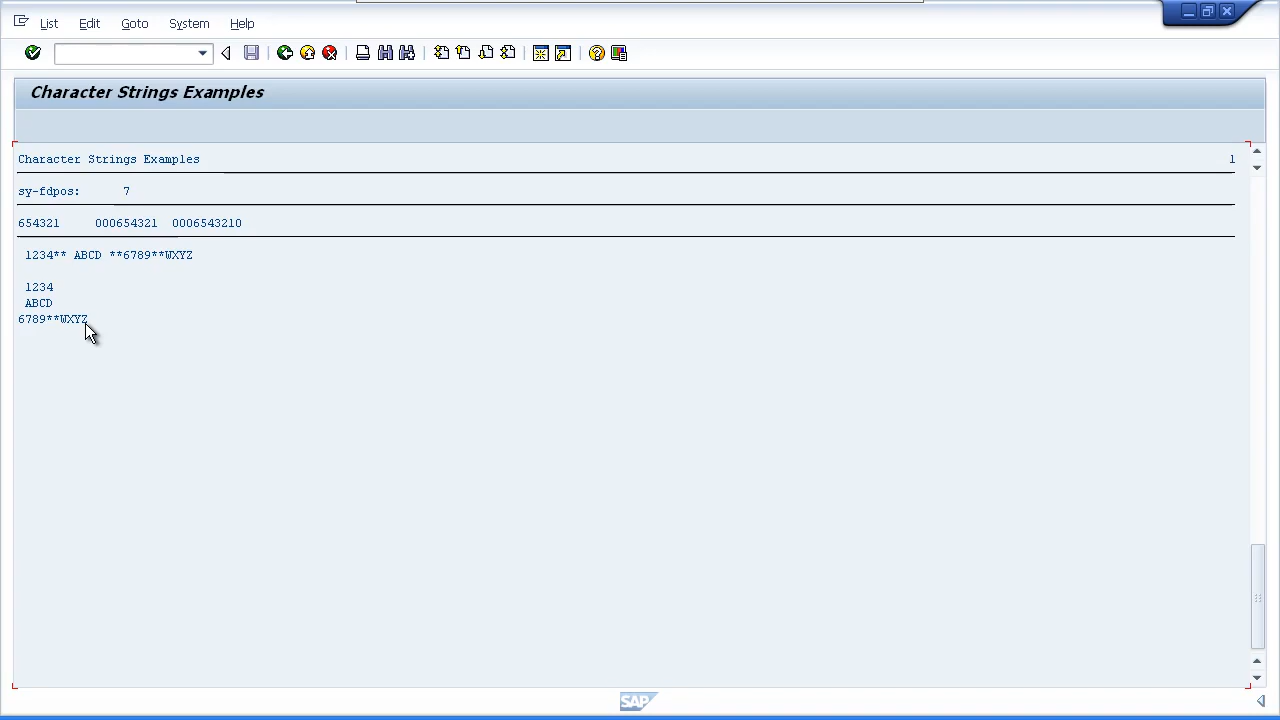 List Edit Goto System Help
Character Strings Examples
Character Strings Examples 1
sy-fdpos: 7
654321 000654321 0006543210
1234** ABCD **6789**WXYZ
1234
ABCD
6789**WXYZ
SAP